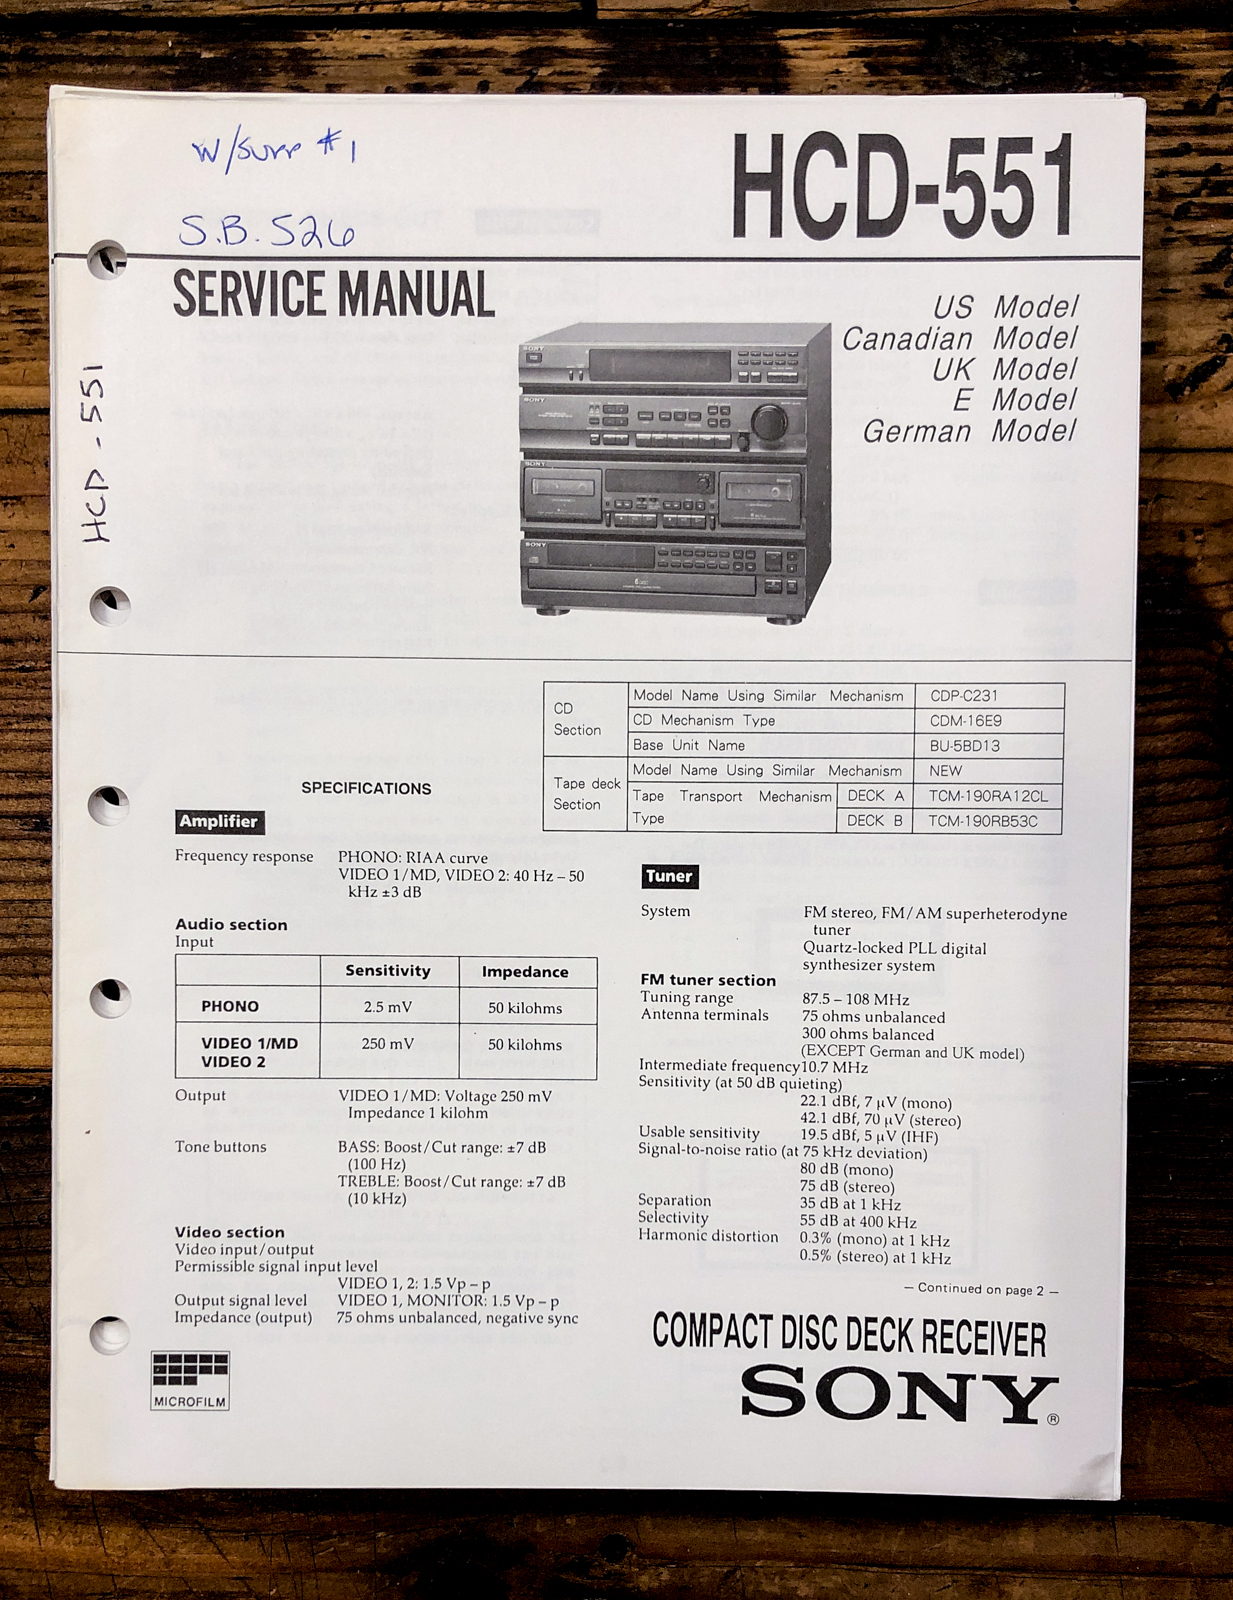 w/supp #1
S.B. 526
HCD-551
HCD-551
SERVICE MANUAL
US Model
Canadian Model
UK Model
E Model
German Model
SONY
SONY
SONY
SONY
CD Section
Model Name Using Similar Mechanism CDP-C231
CD Mechanism Type CDM-16E9
Base Unit Name BU-5BD13
Tape deck Section
Model Name Using Similar Mechanism NEW
Tape Transport Mechanism Type
DECK A TCM-190RA12CL
DECK B TCM-190RB53C
SPECIFICATIONS
Amplifier
Frequency response PHONO: RIAA curve
VIDEO 1/MD, VIDEO 2: 40 Hz – 50
kHz ±3 dB
Audio section
Input
Sensitivity Impedance
PHONO 2.5 mV 50 kilohms
VIDEO 1/MD 250 mV 50 kilohms
VIDEO 2
Output VIDEO 1/MD: Voltage 250 mV
Impedance 1 kilohm
Tone buttons BASS: Boost/Cut range: ±7 dB
(100 Hz)
TREBLE: Boost/Cut range: ±7 dB
(10 kHz)
Video section
Video input/output
Permissible signal input level
VIDEO 1, 2: 1.5 Vp – p
Output signal level VIDEO 1, MONITOR: 1.5 Vp – p
Impedance (output) 75 ohms unbalanced, negative sync
MICROFILM
Tuner
System FM stereo, FM/AM superheterodyne
tuner
Quartz-locked PLL digital
synthesizer system
FM tuner section
Tuning range 87.5 – 108 MHz
Antenna terminals 75 ohms unbalanced
300 ohms balanced
(EXCEPT German and UK model)
Intermediate frequency 10.7 MHz
Sensitivity (at 50 dB quieting)
22.1 dBf, 7 μV (mono)
42.1 dBf, 70 μV (stereo)
Usable sensitivity 19.5 dBf, 5 μV (IHF)
Signal-to-noise ratio (at 75 kHz deviation)
80 dB (mono)
75 dB (stereo)
Separation 35 dB at 1 kHz
Selectivity 55 dB at 400 kHz
Harmonic distortion 0.3% (mono) at 1 kHz
0.5% (stereo) at 1 kHz
— Continued on page 2 —
COMPACT DISC DECK RECEIVER
SONY®